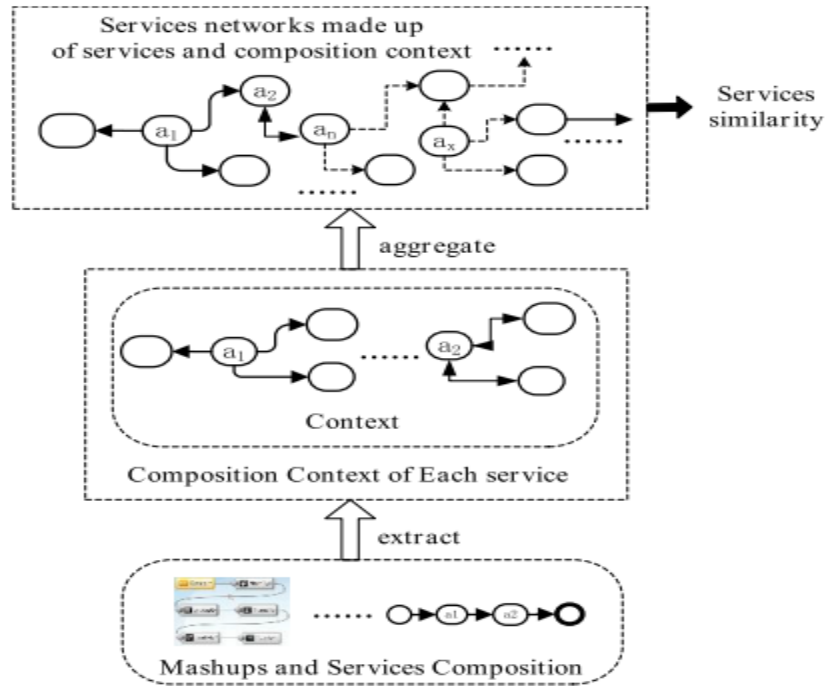 Services networks made up
of services and composition context
a2
a1
an
ax
Services
similarity
aggregate
a1
a2
Context
Composition Context of Each service
extract
a1
a2
Mashups and Services Composition